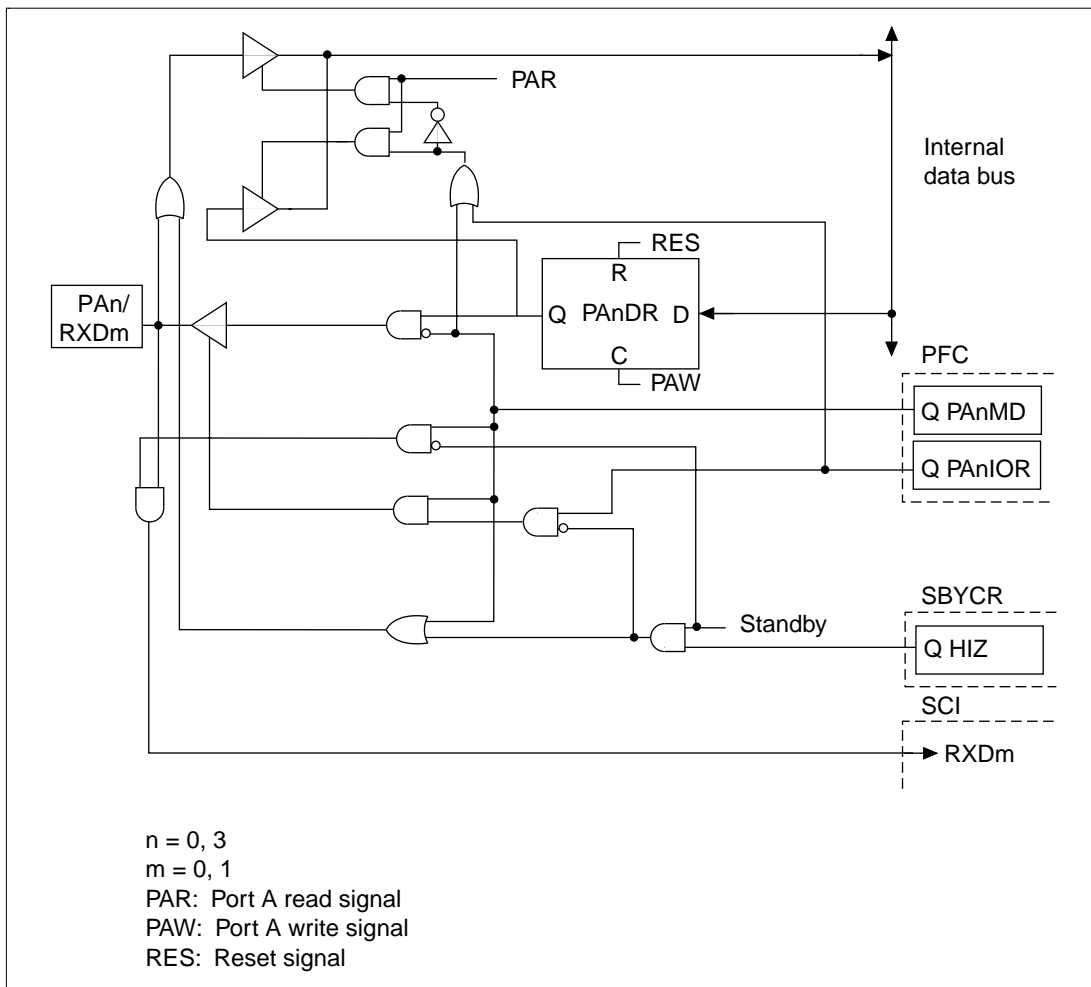 PAR
Internal
data bus
RES
R
PAn/
RXDm
Q PAnDR D
C
PAW
PFC
Q PAnMD
Q PAnIOR
SBYCR
Standby
Q HIZ
SCI
RXDm
n = 0, 3
m = 0, 1
PAR: Port A read signal
PAW: Port A write signal
RES: Reset signal